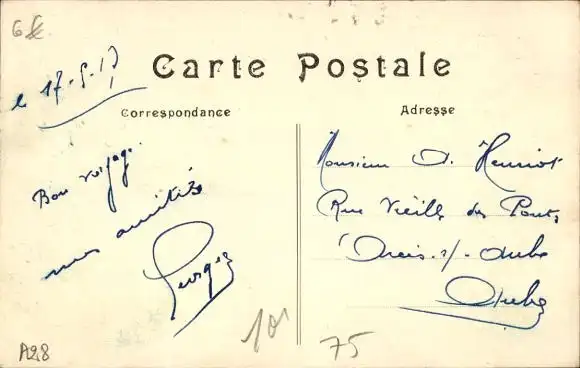 6€
Carte Postale
le 17-5-17
Correspondance
Bon voyage
mes amitiés
Georges
Adresse
Monsieur D. Henriot
Rue Vieille des Ponts
Arcis-s/-Aube
Aube
101
75
A28